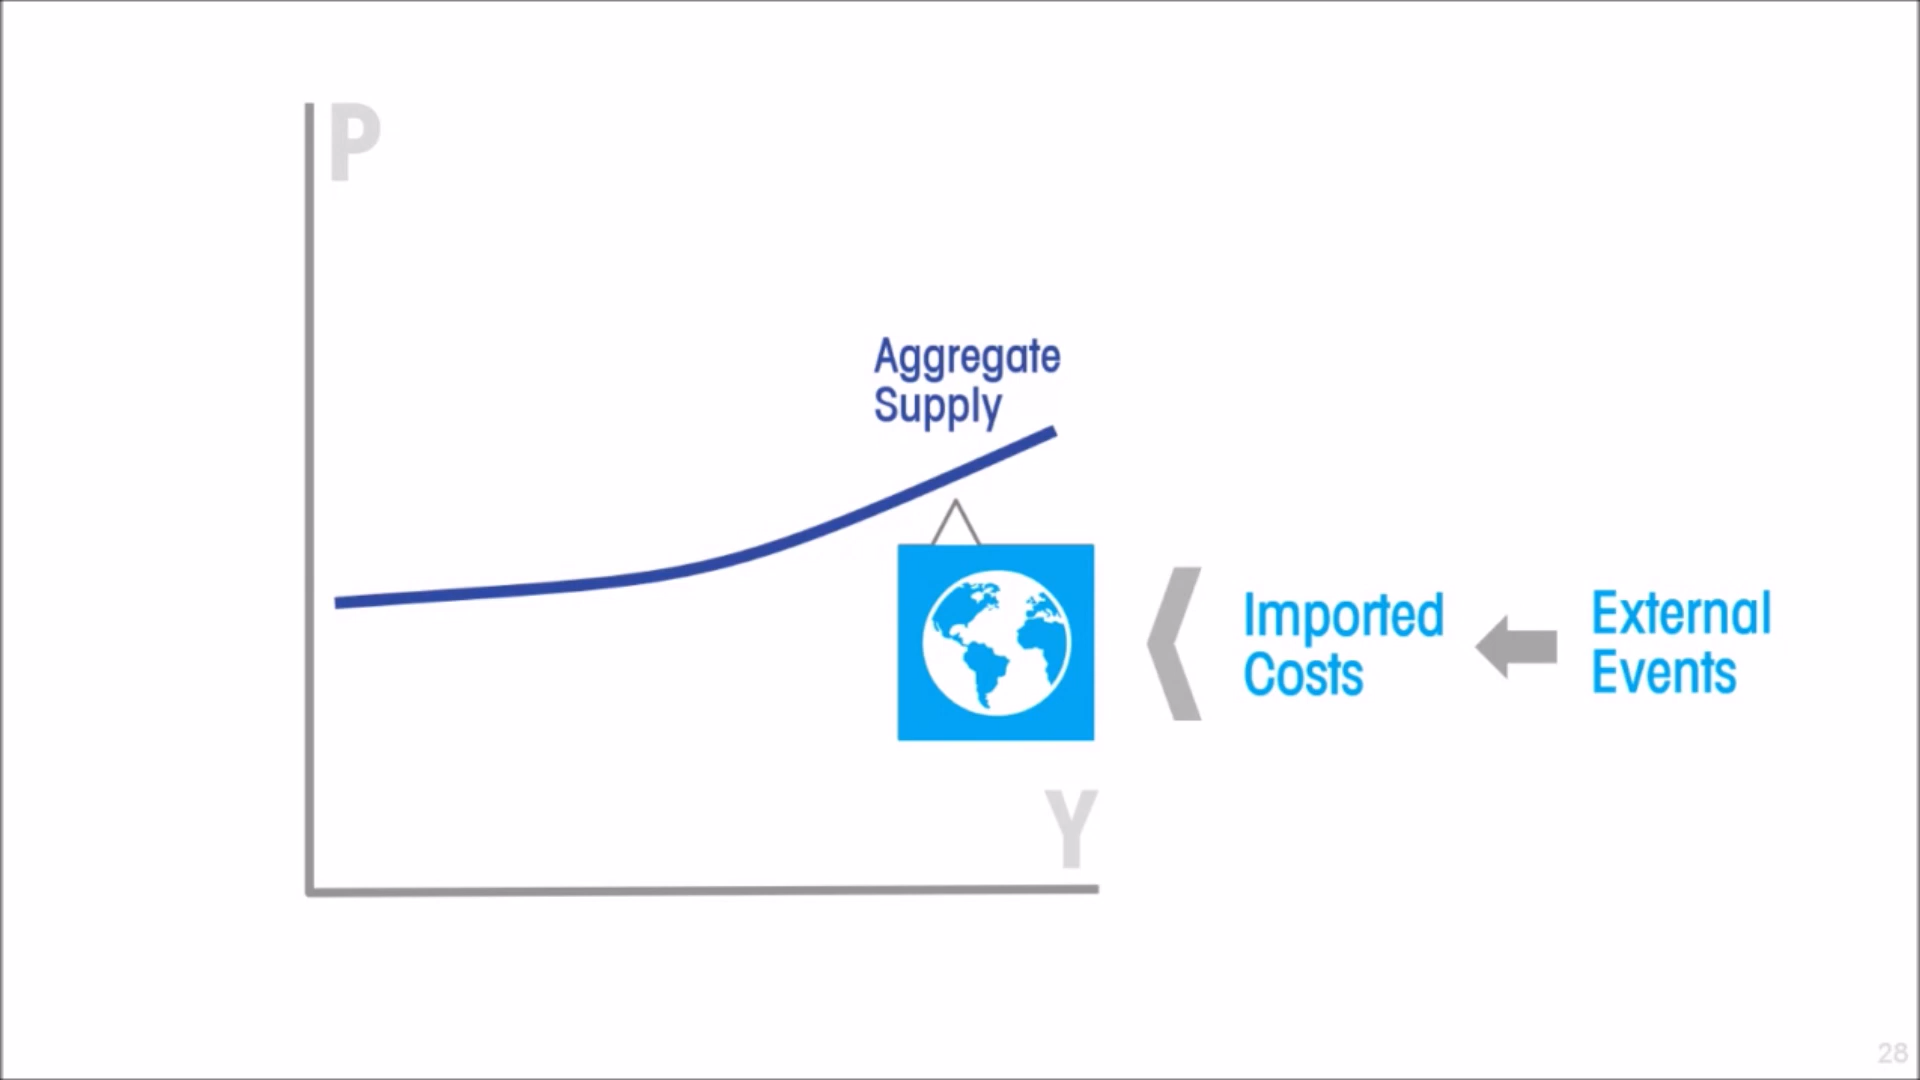 P
Aggregate
Supply
Imported
Costs
External
Events
Y
28